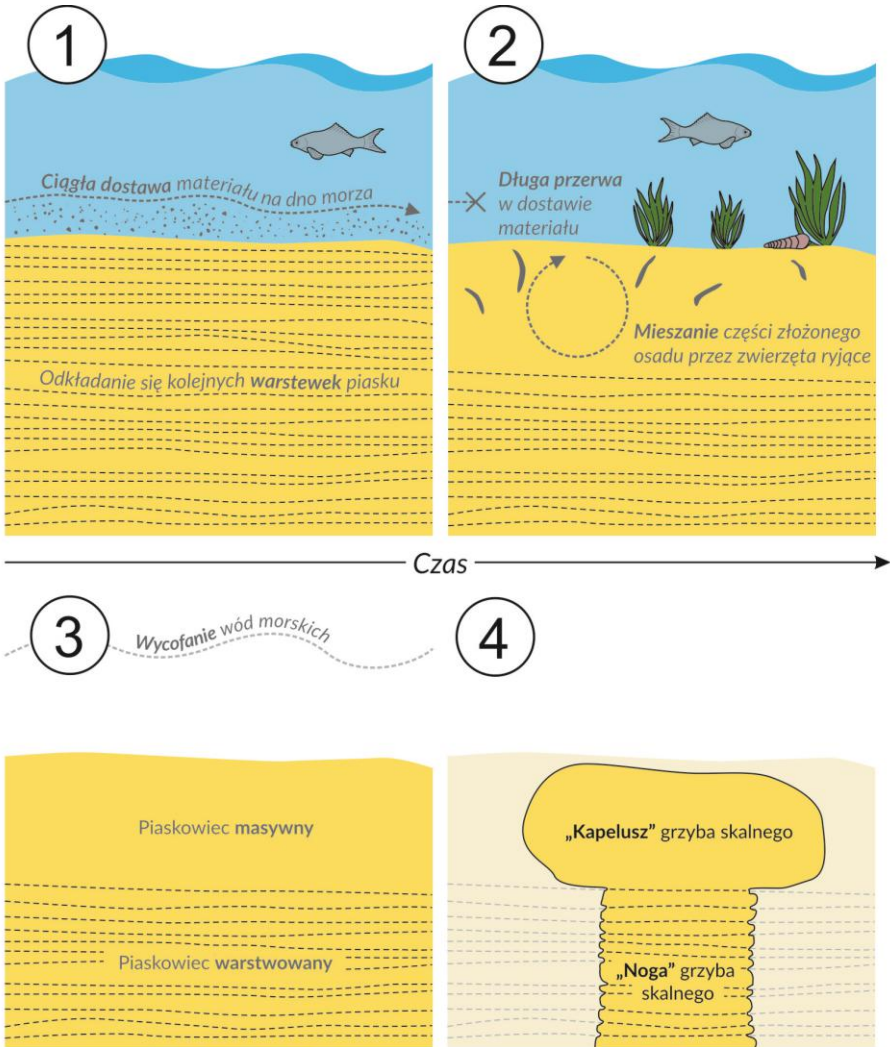 1
Ciągła dostawa materiału na dno morza
Odkładanie się kolejnych warstewek piasku
2
Długa przerwa
w dostawie
materiału
Mieszanie części złożonego
osadu przez zwierzęta ryjące
Czas
3
Wycofanie wód morskich
Piaskowiec masywny
Piaskowiec warstwowany
4
„Kapelusz” grzyba skalnego
„Noga” grzyba
skalnego